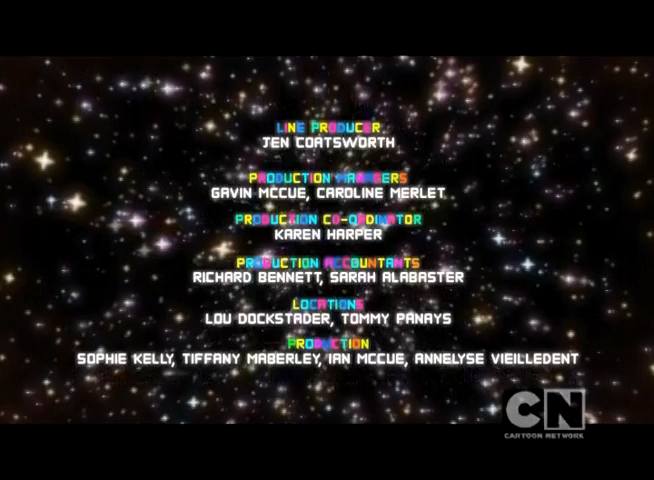 LINE PRODUCER
JEN COATSWORTH
PRODUCTION MANAGERS
GAVIN MCCUE, CAROLINE MERLET
PRODUCTION CO-ORDINATOR
KAREN HARPER
PRODUCTION ACCOUNTANTS
RICHARD BENNETT, SARAH ALABASTER
LOCATIONS
LOU DOCKSTADER, TOMMY PANAYS
PRODUCTION
SOPHIE KELLY, TIFFANY MABERLEY, IAN MCCUE, ANNELYSE VIEILLEDENT
CN
CARTOON NETWORK